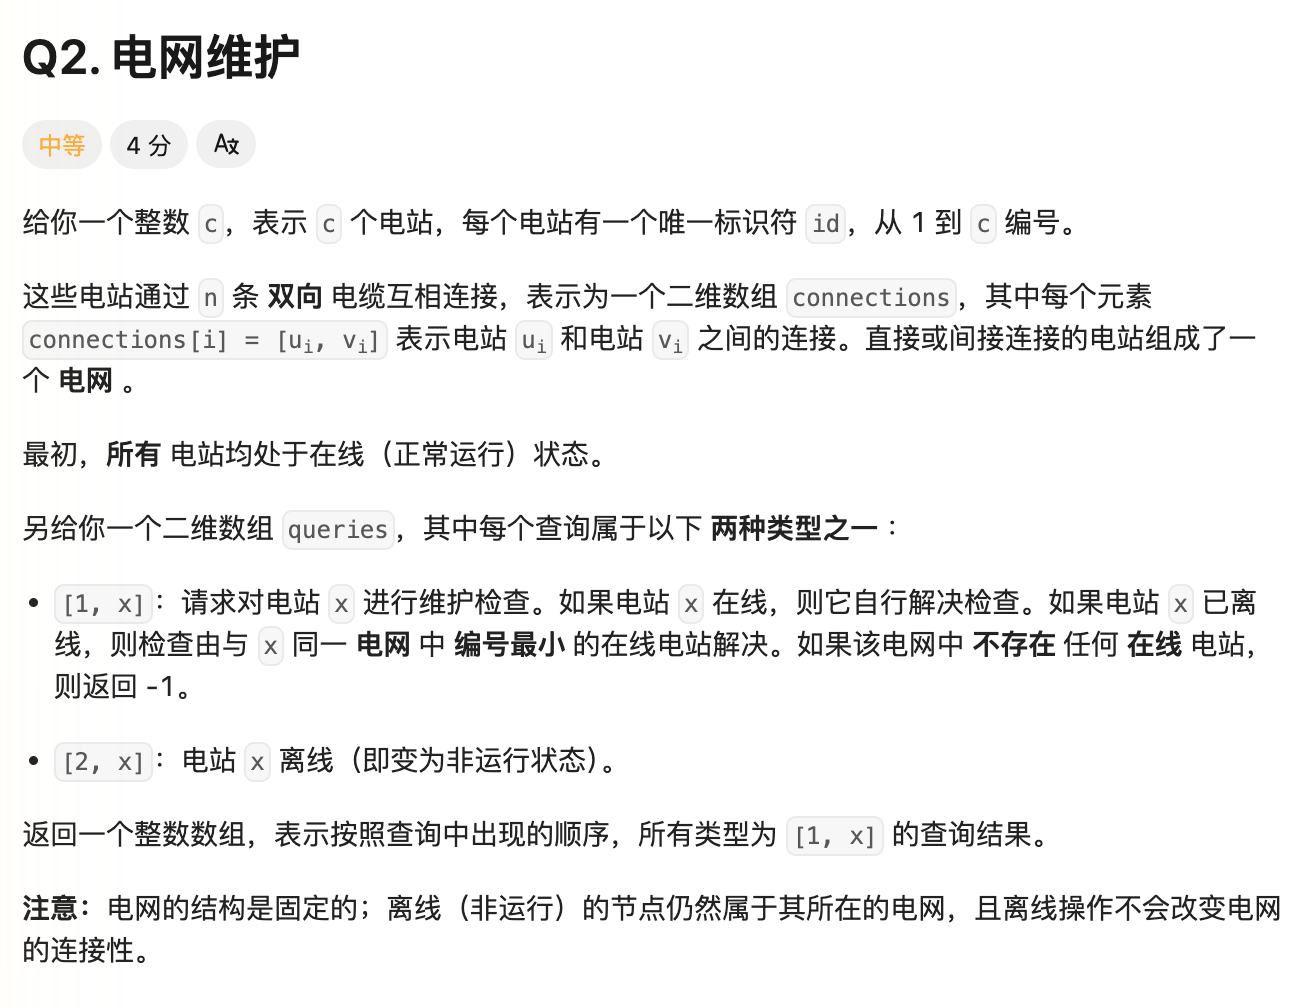 Q2. 电网维护
中等 4 分
给你一个整数 c，表示 c 个电站，每个电站有一个唯一标识符 id，从 1 到 c 编号。
这些电站通过 n 条 双向 电缆互相连接，表示为一个二维数组 connections，其中每个元素
connections[i] = [ui, vi] 表示电站 ui 和电站 vi 之间的连接。直接或间接连接的电站组成了一
个 电网 。
最初，所有 电站均处于在线（正常运行）状态。
另给你一个二维数组 queries，其中每个查询属于以下 两种类型之一 ：
• [1, x]：请求对电站 x 进行维护检查。如果电站 x 在线，则它自行解决检查。如果电站 x 已离
线，则检查由与 x 同一 电网 中 编号最小 的在线电站解决。如果该电网中 不存在 任何 在线 电站，
则返回 -1。
• [2, x]：电站 x 离线（即变为非运行状态）。
返回一个整数数组，表示按照查询中出现的顺序，所有类型为 [1, x] 的查询结果。
注意：电网的结构是固定的；离线（非运行）的节点仍然属于其所在的电网，且离线操作不会改变电网
的连接性。